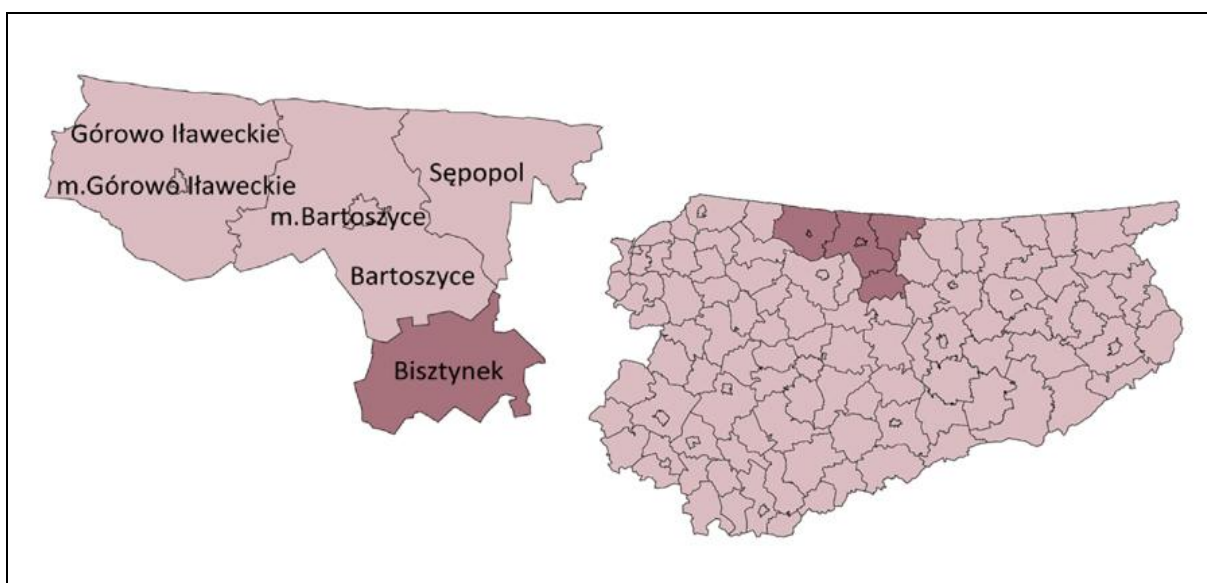 Górowo Iławeckie
m.Górowo Iławeckie
Sępopol
m.Bartoszyce
Bartoszyce
Bisztynek